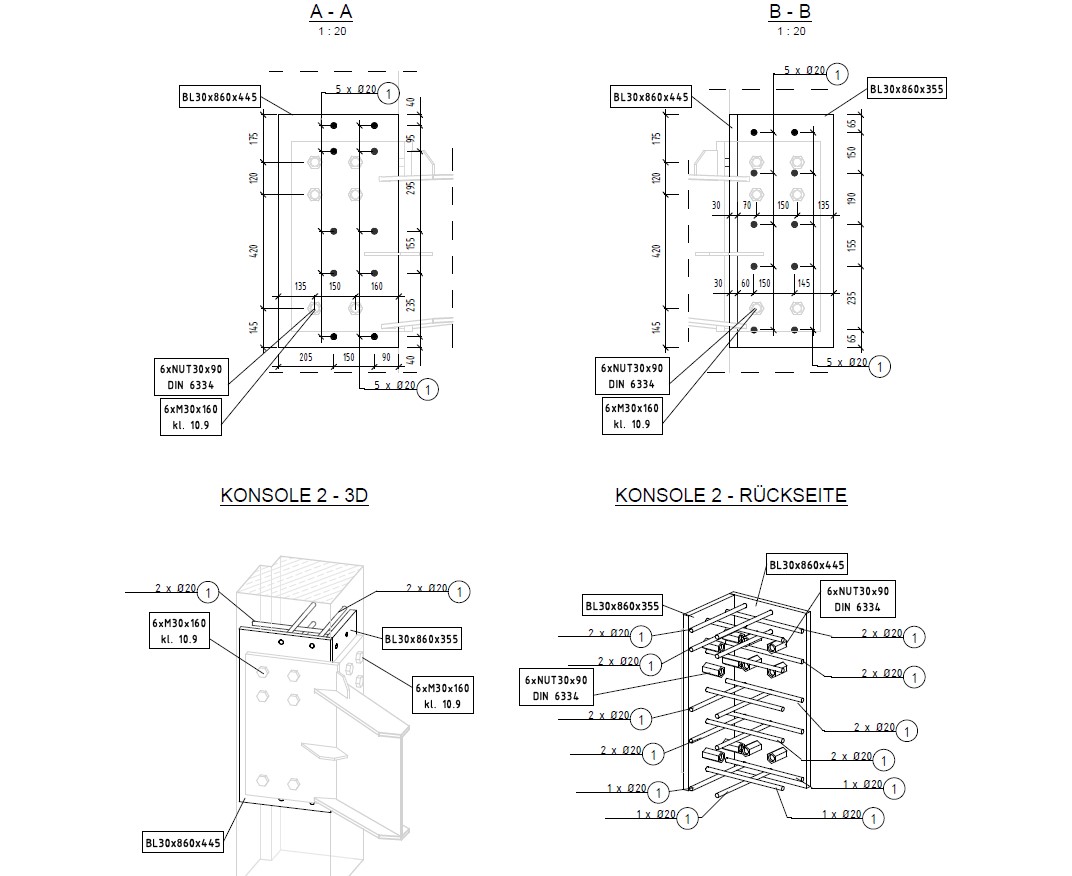 A - A
1 : 20
5 x Ø20 1
BL30x860x445
40
95
295
155
235
40
175
120
420
145
135 150 160
205 150 90
6xNUT30x90
DIN 6334
6xM30x160
kl. 10.9
5 x Ø20 1
B - B
1 : 20
5 x Ø20 1
BL30x860x445
BL30x860x355
65
150
190
155
235
65
175
120
420
145
30 70 150 135
30 60 150 145
6xNUT30x90
DIN 6334
6xM30x160
kl. 10.9
5 x Ø20 1
KONSOLE 2 - 3D
2 x Ø20 1
2 x Ø20 1
6xM30x160
kl. 10.9
BL30x860x355
6xM30x160
kl. 10.9
BL30x860x445
KONSOLE 2 - RÜCKSEITE
BL30x860x445
6xNUT30x90
DIN 6334
BL30x860x355
2 x Ø20 1
2 x Ø20 1
2 x Ø20 1
2 x Ø20 1
6xNUT30x90
DIN 6334
2 x Ø20 1
2 x Ø20 1
2 x Ø20 1
2 x Ø20 1
1 x Ø20 1
1 x Ø20 1
1 x Ø20 1
1 x Ø20 1